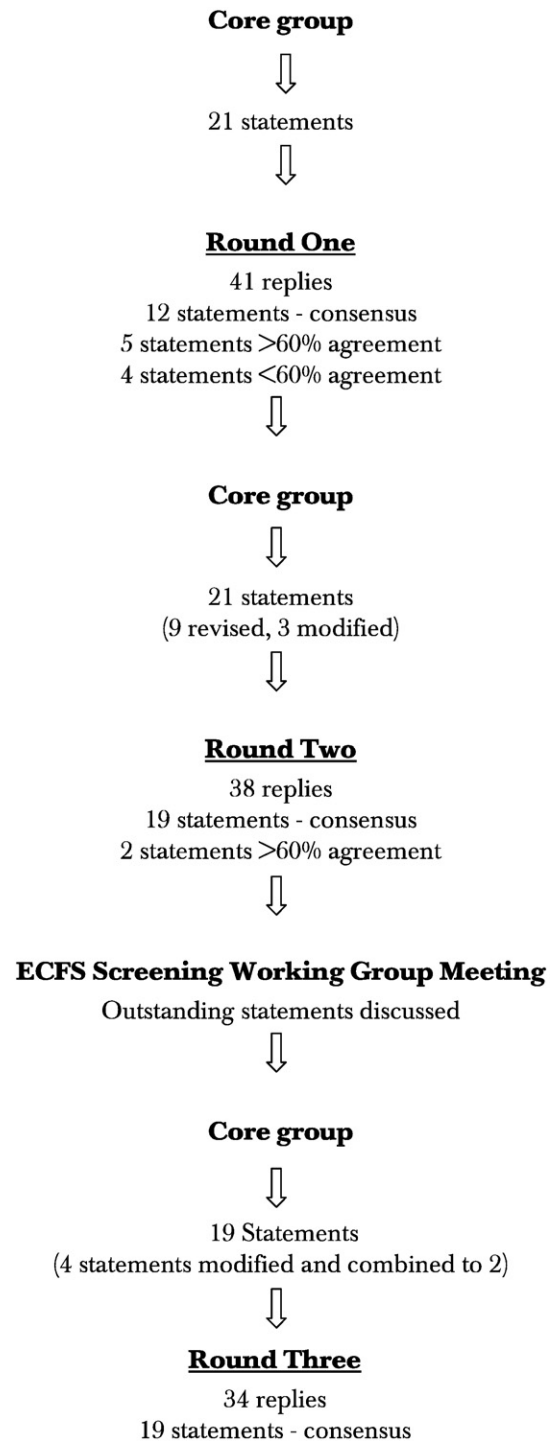 Core group
21 statements
Round One
41 replies
12 statements - consensus
5 statements >60% agreement
4 statements <60% agreement
Core group
21 statements
(9 revised, 3 modified)
Round Two
38 replies
19 statements - consensus
2 statements >60% agreement
ECFS Screening Working Group Meeting
Outstanding statements discussed
Core group
19 Statements
(4 statements modified and combined to 2)
Round Three
34 replies
19 statements - consensus